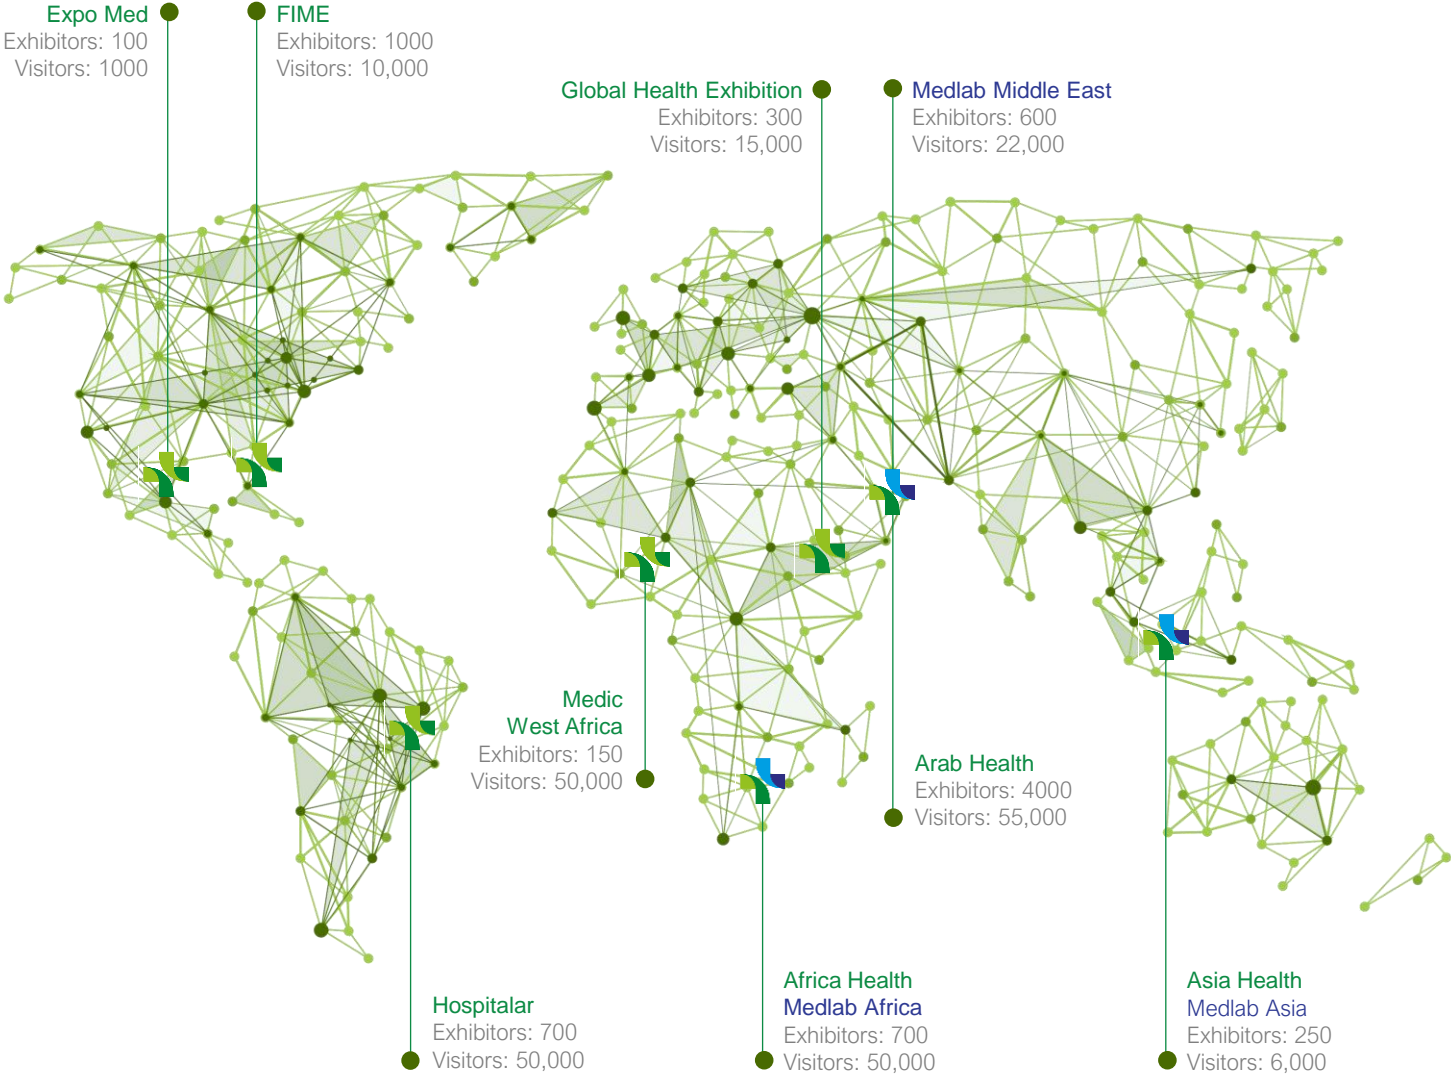 Expo Med
Exhibitors: 100
Visitors: 1000
FIME
Exhibitors: 1000
Visitors: 10,000
Global Health Exhibition
Exhibitors: 300
Visitors: 15,000
Medlab Middle East
Exhibitors: 600
Visitors: 22,000
Medic
West Africa
Exhibitors: 150
Visitors: 50,000
Arab Health
Exhibitors: 4000
Visitors: 55,000
Hospitalar
Exhibitors: 700
Visitors: 50,000
Africa Health
Medlab Africa
Exhibitors: 700
Visitors: 50,000
Asia Health
Medlab Asia
Exhibitors: 250
Visitors: 6,000